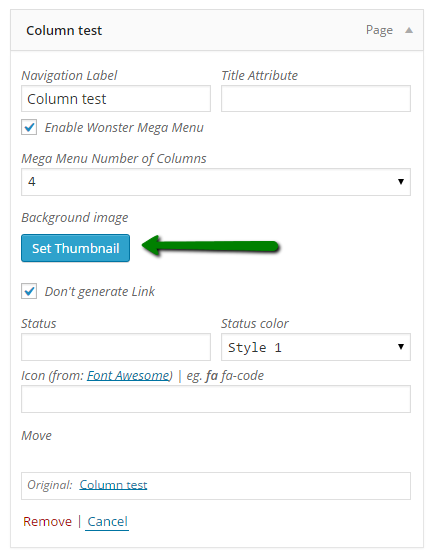 Column test Page
Navigation Label Title Attribute
Column test
Enable Wonster Mega Menu
Mega Menu Number of Columns
4
Background image
Set Thumbnail
Don't generate Link
Status Status color
Style 1
Icon (from: Font Awesome) | eg. fa fa-code
Move
Original: Column test
Remove | Cancel